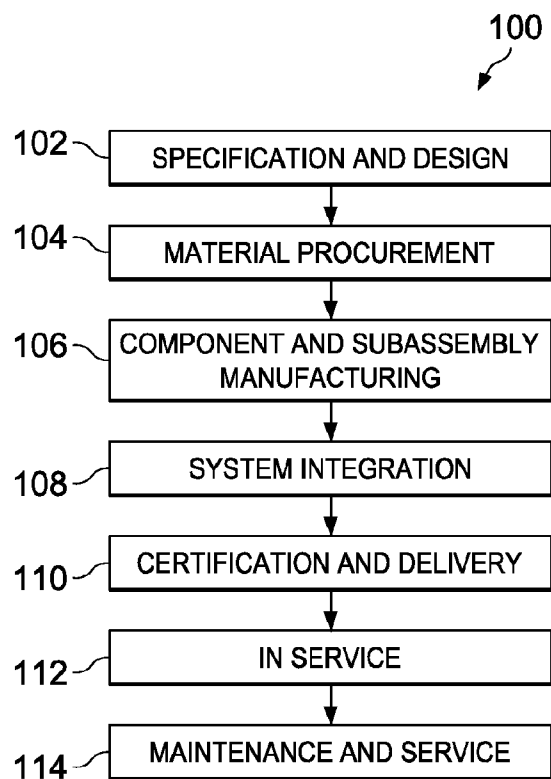 100
102
SPECIFICATION AND DESIGN
104
MATERIAL PROCUREMENT
106
COMPONENT AND SUBASSEMBLY
MANUFACTURING
108
SYSTEM INTEGRATION
110
CERTIFICATION AND DELIVERY
112
IN SERVICE
114
MAINTENANCE AND SERVICE